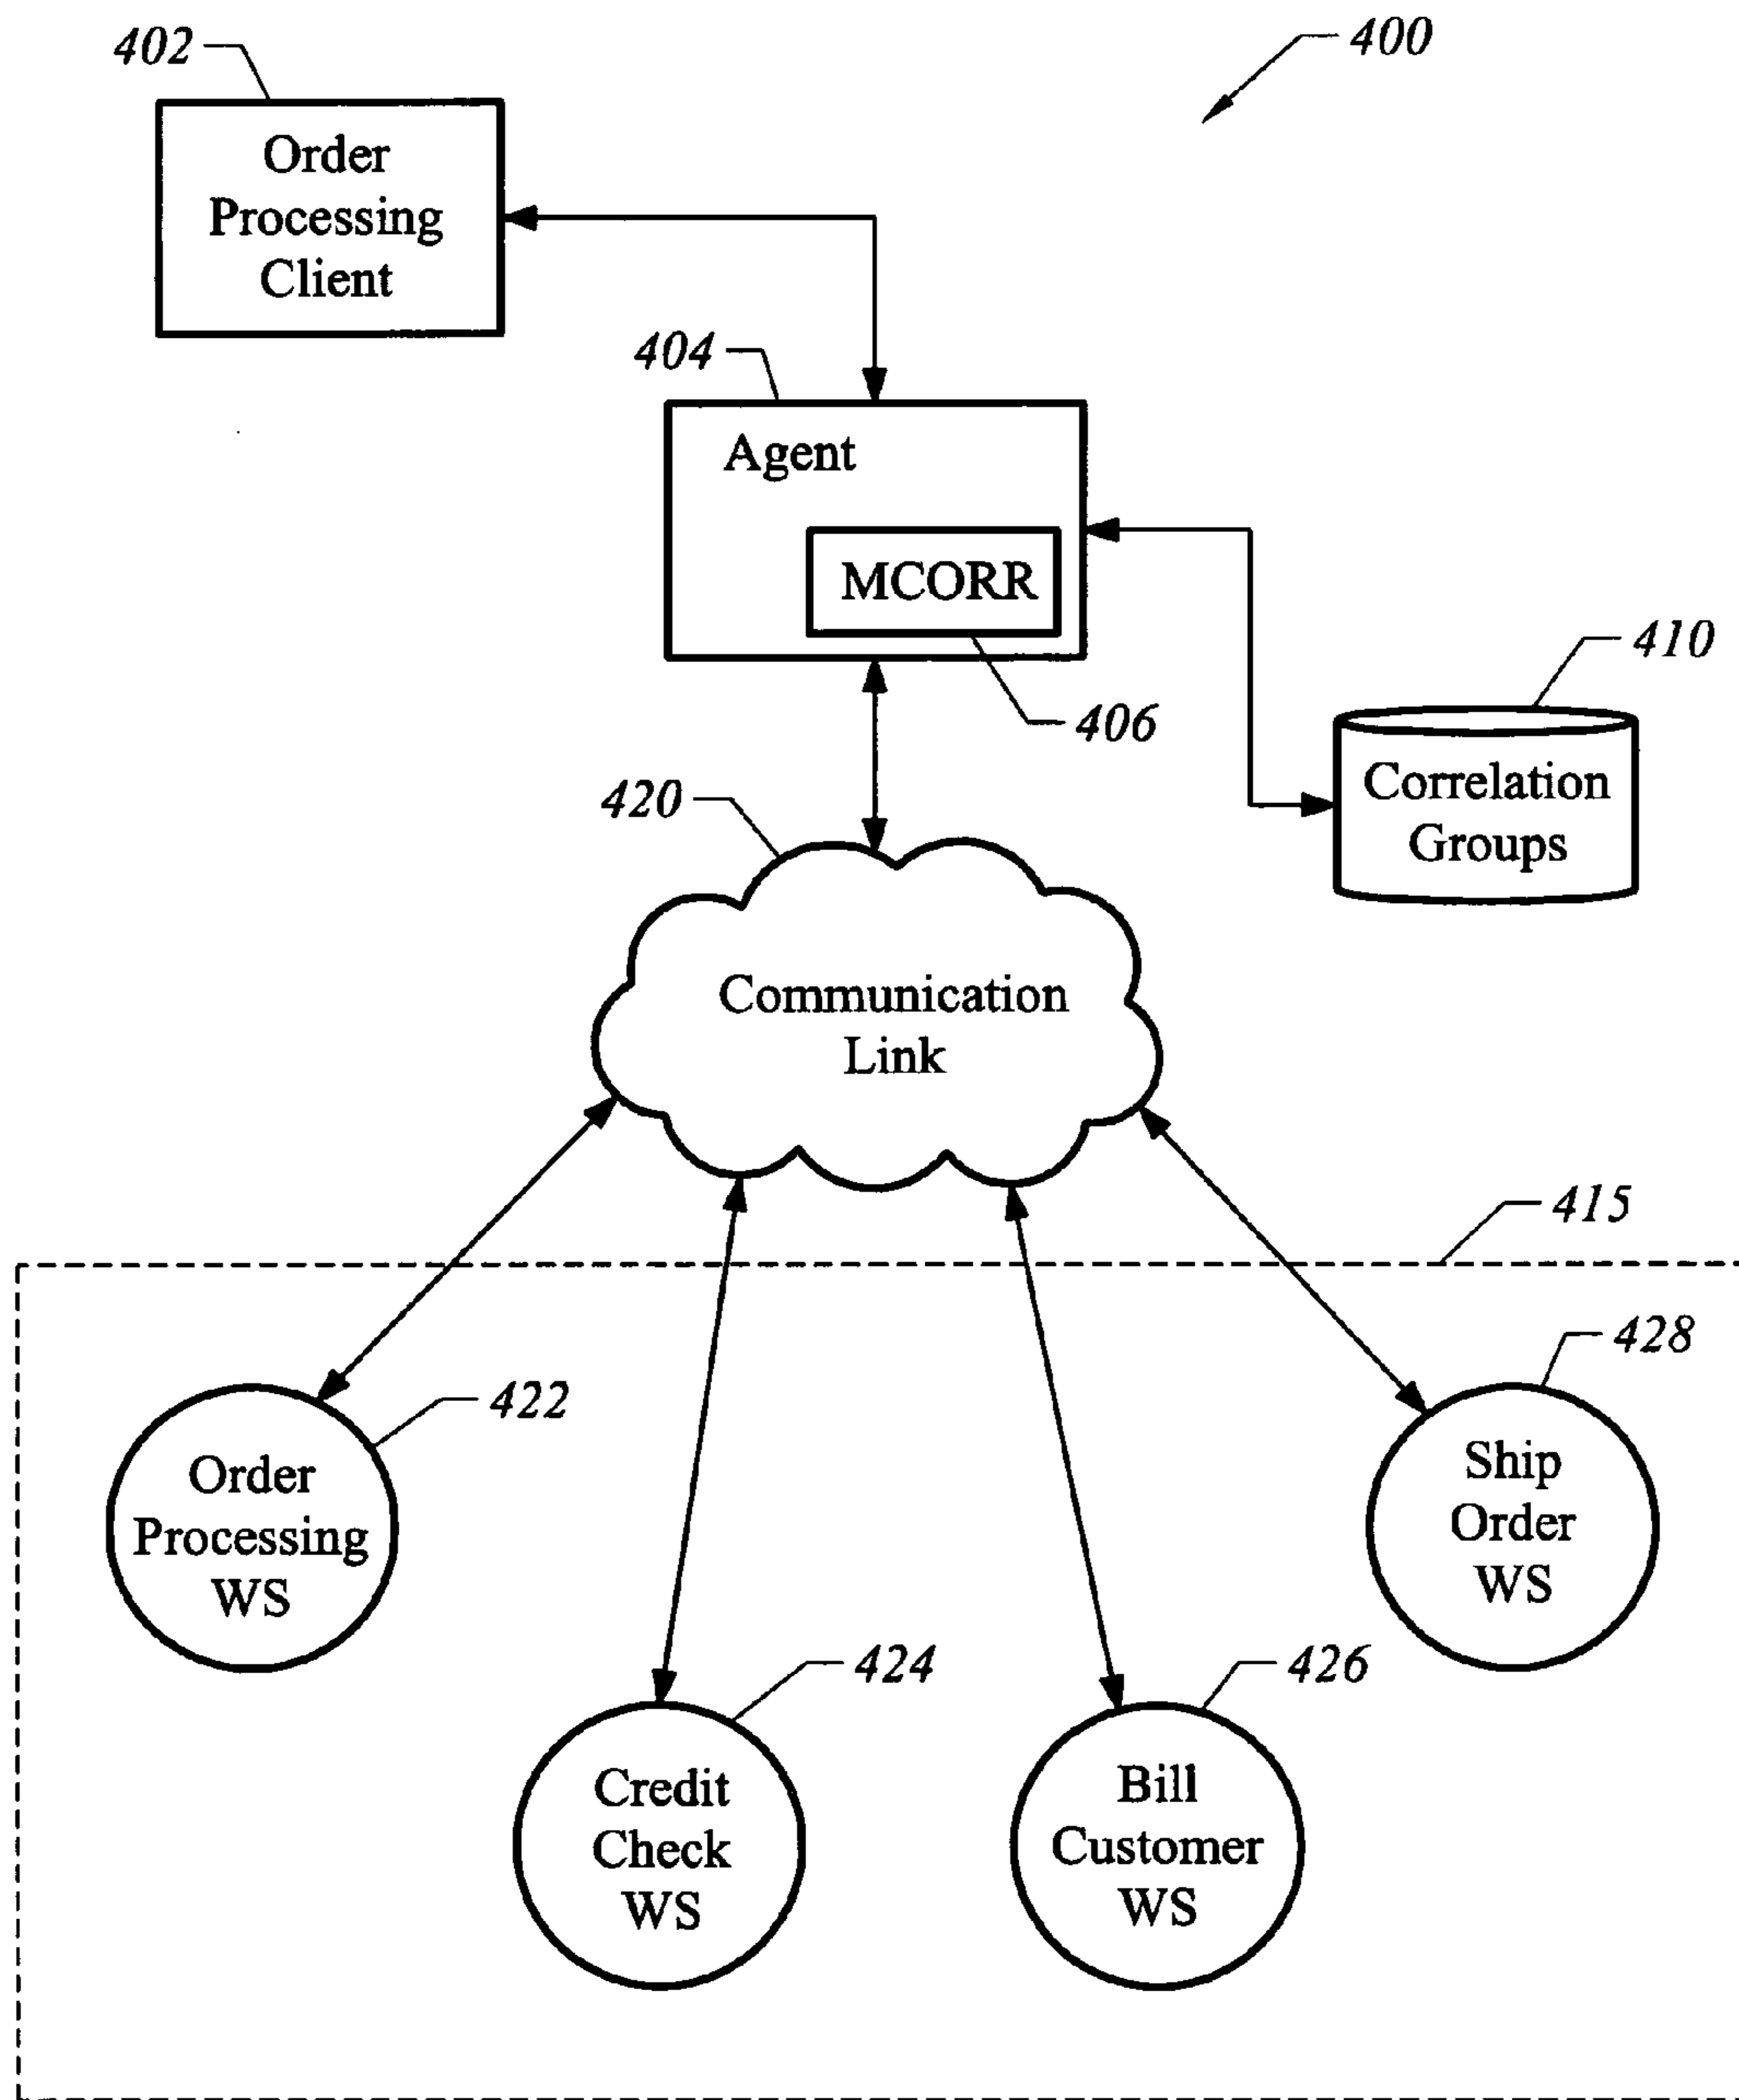 400
402
Order
Processing
Client
404
Agent
MCORR
406
410
Correlation
Groups
420
Communication
Link
415
428
Ship
Order
WS
422
Order
Processing
WS
424
Credit
Check
WS
426
Bill
Customer
WS